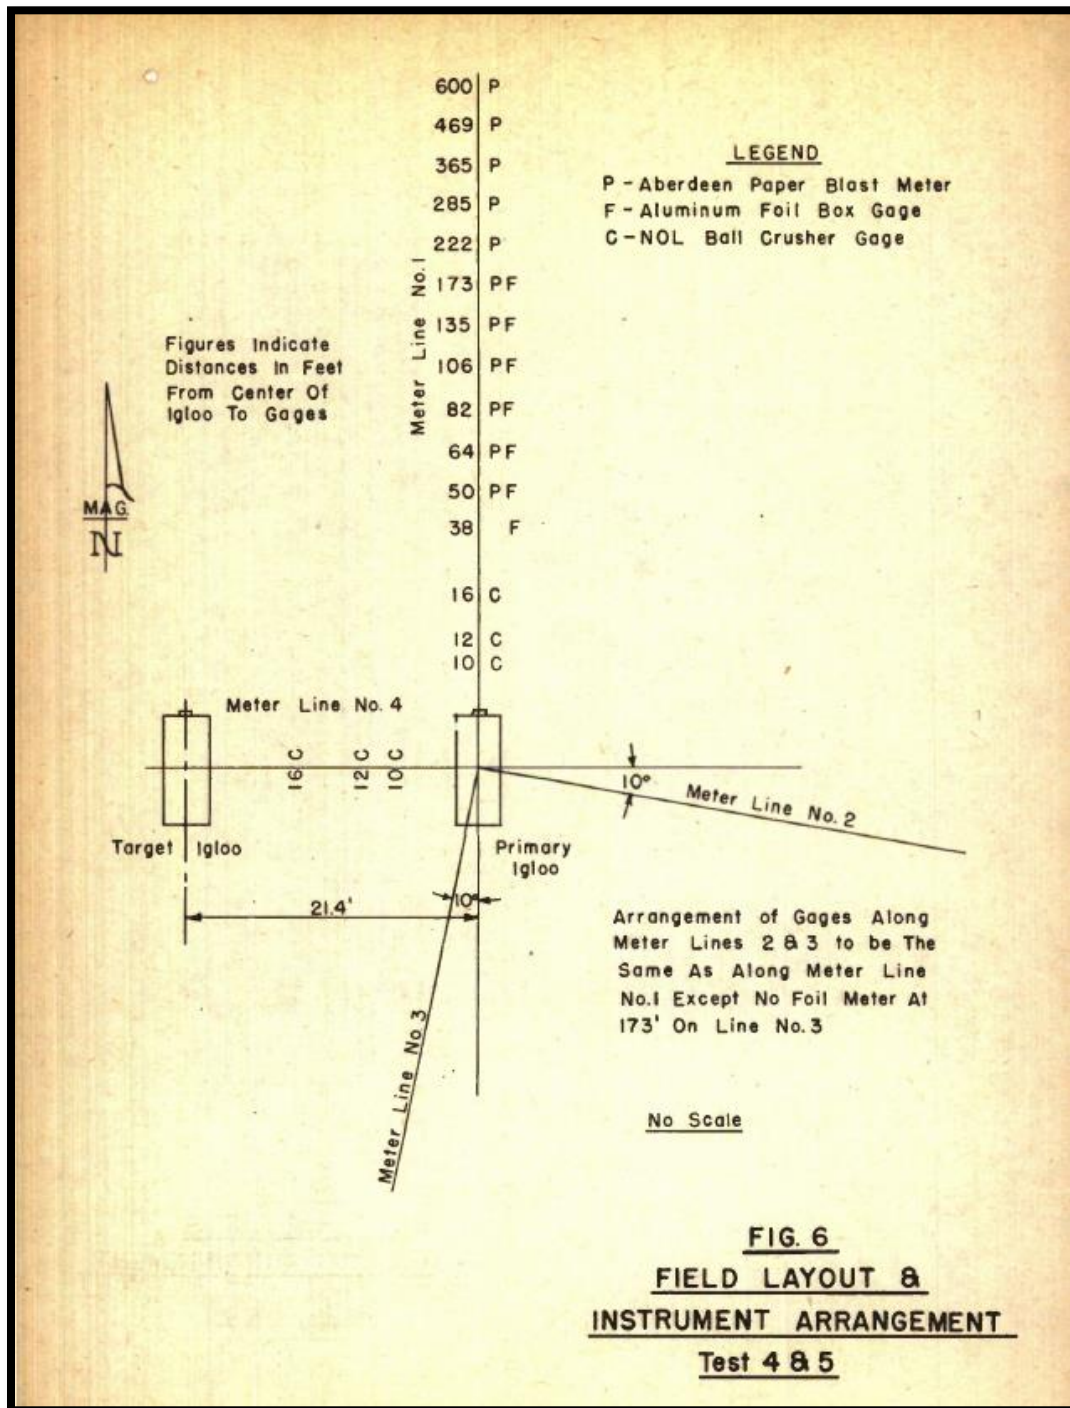 600 P
469 P
365 P
285 P
222 P
173 PF
135 PF
106 PF
82 PF
64 PF
50 PF
38 F
16 C
12 C
10 C
Meter Line No.1
LEGEND
P - Aberdeen Paper Blast Meter
F - Aluminum Foil Box Gage
C - NOL Ball Crusher Gage
Figures Indicate
Distances In Feet
From Center Of
Igloo To Gages
MAG.
N
Meter Line No. 4
16 C
12 C
10 C
10°
Meter Line No. 2
Target Igloo
Primary
Igloo
21.4'
10°
Meter Line No.3
Arrangement of Gages Along
Meter Lines 2 & 3 to be The
Same As Along Meter Line
No.1 Except No Foil Meter At
173' On Line No.3
No Scale
FIG. 6
FIELD LAYOUT &
INSTRUMENT ARRANGEMENT
Test 4 & 5